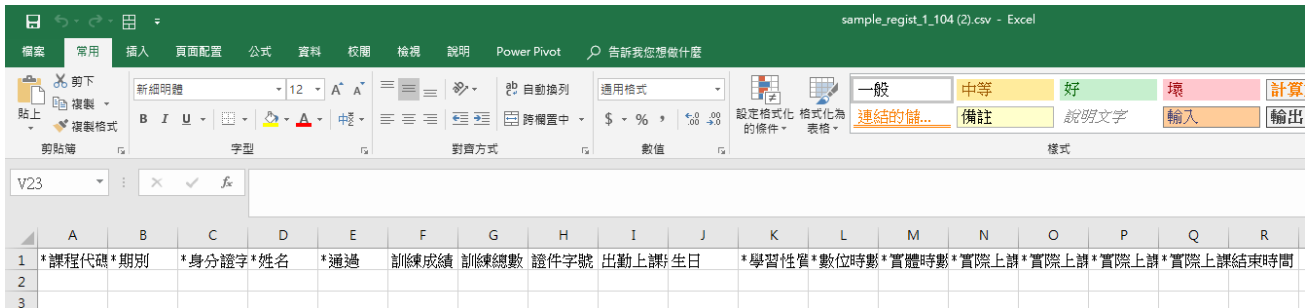 sample_regist_1_104 (2).csv - Excel
檔案 常用 插入 頁面配置 公式 資料 校閱 檢視 說明 Power Pivot 告訴我您想做什麼
貼上 剪下 複製 複製格式
新細明體 12 A A
B I U A 中
自動換列
跨欄置中
通用格式
$ % , .0 .00 .00 .0
設定格式化的條件 格式化為表格
一般 中等 好 壞 計算
連結的儲... 備註 說明文字 輸入 輸出
剪貼簿 字型 對齊方式 數值 樣式
V23 fx
A B C D E F G H I J K L M N O P Q R
1 *課程代碼 *期別 *身分證字 *姓名 *通過 訓練成績 訓練總數 證件字號 出勤上課 生日 *學習性質 *數位時數 *實體時數 *實際上課 *實際上課 *實際上課 *實際上課結束時間
2
3